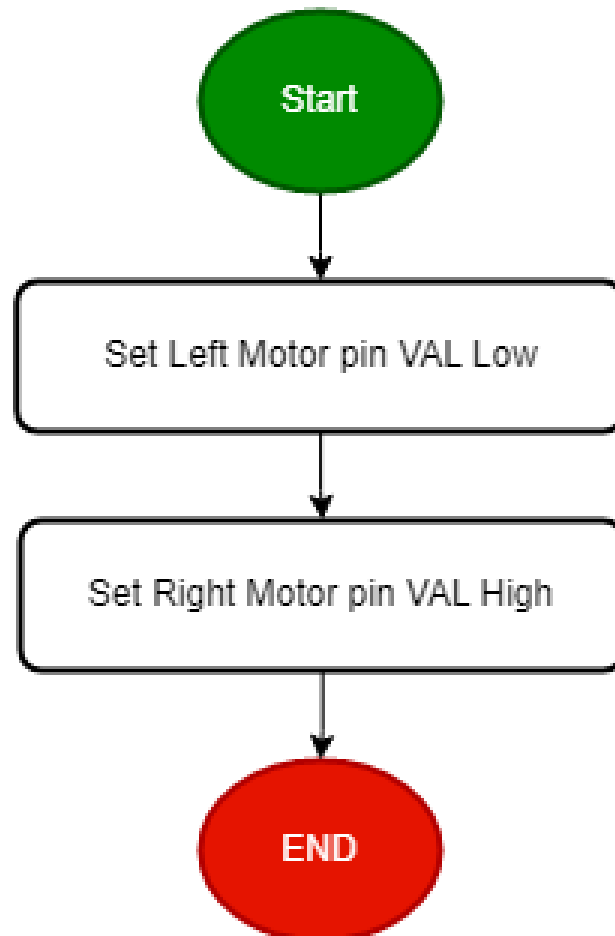 Start
Set Left Motor pin VAL Low
Set Right Motor pin VAL High
END